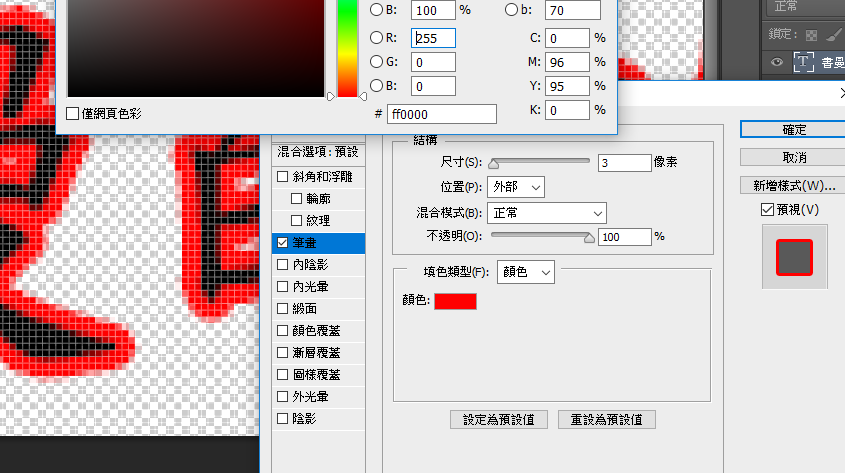 B: 100 %
b: 70
R: 255
C: 0 %
G: 0
M: 96 %
B: 0
Y: 95 %
K: 0 %
僅網頁色彩
# ff0000
正常
鎖定:
T 書曼
結構
確定
混合選項:預設
尺寸(S): 3 像素
取消
斜角和浮雕
位置(P): 外部
新增樣式(W)...
輪廓
混合模式(B): 正常
預視(V)
紋理
不透明(O): 100 %
筆畫
內陰影
填色類型(F): 顏色
內光暈
顏色:
緞面
顏色覆蓋
漸層覆蓋
圖樣覆蓋
外光暈
陰影
設定為預設值
重設為預設值